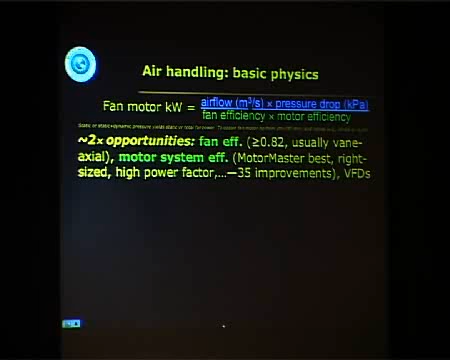 Air handling: basic physics
Fan motor kW = airflow (m³/s) x pressure drop (kPa)
fan efficiency × motor efficiency
~2x opportunities: fan eff. (≥0.82, usually vane-
axial), motor system eff. (MotorMaster best, right-
sized, high power factor,...—35 improvements), VFDs